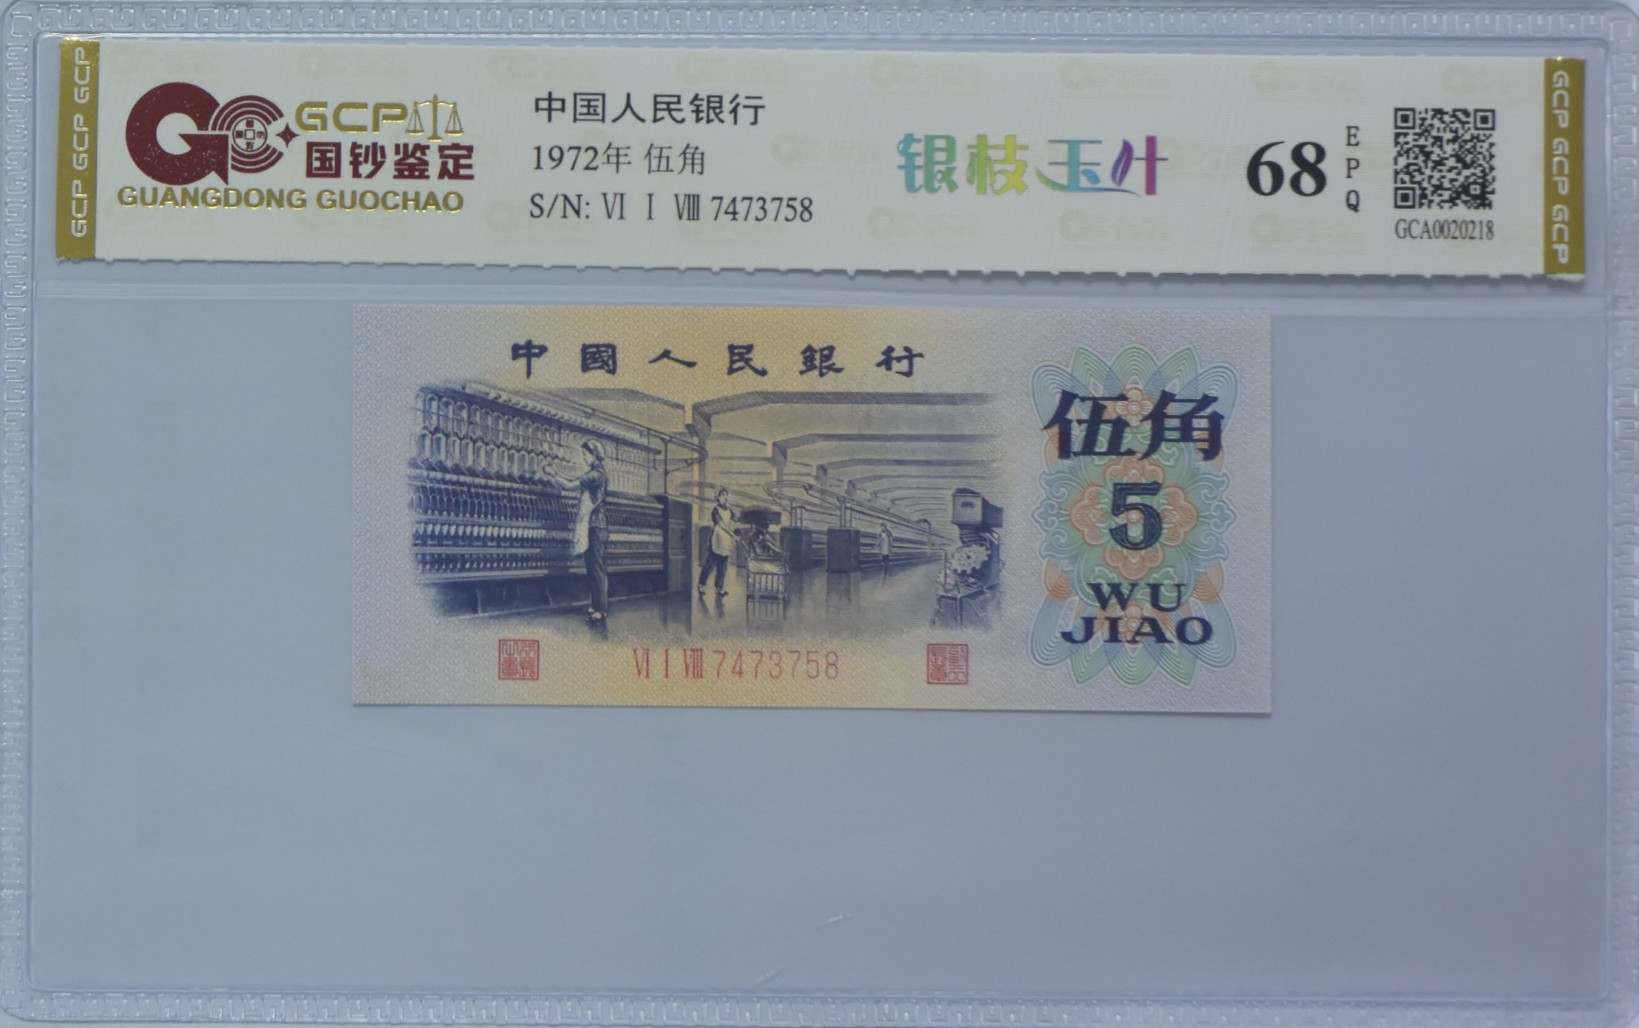 GCP GCP GCP
GCP
国钞鉴定
GUANGDONG GUOCHAO
中国人民银行
1972年 伍角
S/N: Ⅵ Ⅰ Ⅷ 7473758
银枝玉叶
68
EPQ
GCA0020218
GCP GCP GCP
中國人民銀行
伍角
5
WU
JIAO
Ⅵ Ⅰ Ⅷ 7473758